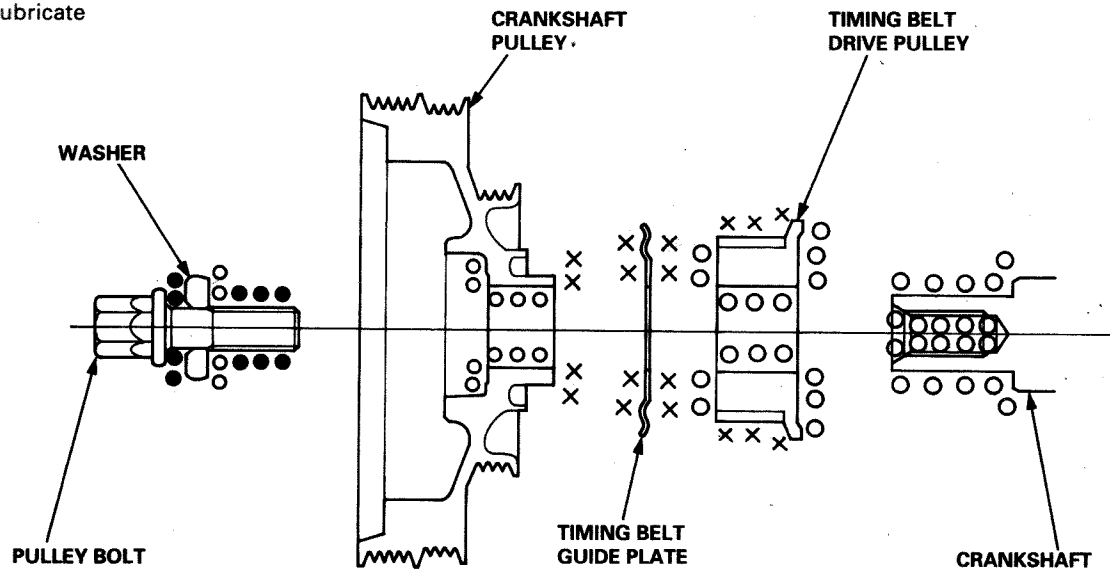 ubricate
CRANKSHAFT
PULLEY
TIMING BELT
DRIVE PULLEY
WASHER
PULLEY BOLT
TIMING BELT
GUIDE PLATE
CRANKSHAFT